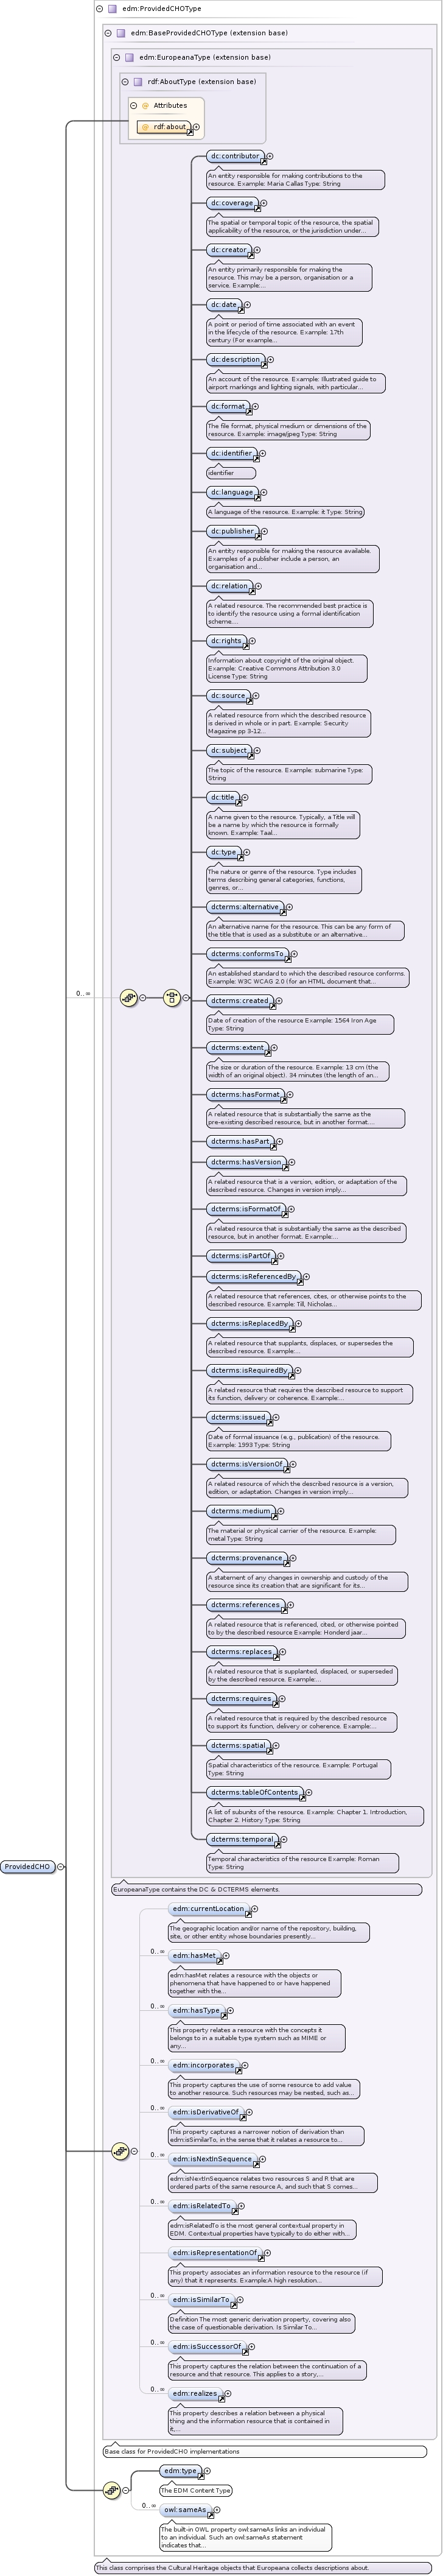 edm:ProvidedCHOType
edm:BaseProvidedCHOType (extension base)
edm:EuropeanaType (extension base)
rdf:AboutType (extension base)
@ Attributes
@ rdf:about
dc:contributor
An entity responsible for making contributions to the
resource. Example: Maria Callas Type: String
dc:coverage
The spatial or temporal topic of the resource, the spatial
applicability of the resource, or the jurisdiction under...
dc:creator
An entity primarily responsible for making the
resource. This may be a person, organisation or a
service. Example:...
dc:date
A point or period of time associated with an event
in the lifecycle of the resource. Example: 17th
century (For example...
dc:description
An account of the resource. Example: Illustrated guide to
airport markings and lighting signals, with particular...
dc:format
The file format, physical medium or dimensions of the
resource. Example: image/jpeg Type: String
dc:identifier
identifier
dc:language
A language of the resource. Example: it Type: String
dc:publisher
An entity responsible for making the resource available.
Examples of a publisher include a person, an
organisation and...
dc:relation
A related resource. The recommended best practice is
to identify the resource using a formal identification
scheme....
dc:rights
Information about copyright of the original object.
Example: Creative Commons Attribution 3.0
License Type: String
dc:source
A related resource from which the described resource
is derived in whole or in part. Example: Security
Magazine pp 3-12...
dc:subject
The topic of the resource. Example: submarine Type:
String
dc:title
A name given to the resource. Typically, a Title will
be a name by which the resource is formally
known. Example: Taal...
dc:type
The nature or genre of the resource. Type includes
terms describing general categories, functions,
genres, or...
dcterms:alternative
An alternative name for the resource. This can be any form of
the title that is used as a substitute or an alternative...
dcterms:conformsTo
An established standard to which the described resource conforms.
Example: W3C WCAG 2.0 (for an HTML document that...
0..∞
dcterms:created
Date of creation of the resource Example: 1564 Iron Age
Type: String
dcterms:extent
The size or duration of the resource. Example: 13 cm (the
width of an original object). 34 minutes (the length of an...
dcterms:hasFormat
A related resource that is substantially the same as the
pre-existing described resource, but in another format....
dcterms:hasPart
dcterms:hasVersion
A related resource that is a version, edition, or adaptation of the
described resource. Changes in version imply...
dcterms:isFormatOf
A related resource that is substantially the same as the described
resource, but in another format. Example:...
dcterms:isPartOf
dcterms:isReferencedBy
A related resource that references, cites, or otherwise points to the
described resource. Example: Till, Nicholas...
dcterms:isReplacedBy
A related resource that supplants, displaces, or supersedes the
described resource. Example:...
dcterms:isRequiredBy
A related resource that requires the described resource to support
its function, delivery or coherence. Example:...
dcterms:issued
Date of formal issuance (e.g., publication) of the resource.
Example: 1993 Type: String
dcterms:isVersionOf
A related resource of which the described resource is a version,
edition, or adaptation. Changes in version imply...
dcterms:medium
The material or physical carrier of the resource. Example:
metal Type: String
dcterms:provenance
A statement of any changes in ownership and custody of the
resource since its creation that are significant for its...
dcterms:references
A related resource that is referenced, cited, or otherwise pointed
to by the described resource Example: Honderd jaar...
dcterms:replaces
A related resource that is supplanted, displaced, or superseded
by the described resource. Example:...
dcterms:requires
A related resource that is required by the described resource
to support its function, delivery or coherence. Example:...
dcterms:spatial
Spatial characteristics of the resource. Example: Portugal
Type: String
dcterms:tableOfContents
A list of subunits of the resource. Example: Chapter 1. Introduction,
Chapter 2. History Type: String
dcterms:temporal
Temporal characteristics of the resource Example: Roman
Type: String
ProvidedCHO
EuropeanaType contains the DC & DCTERMS elements.
edm:currentLocation
The geographic location and/or name of the repository, building,
site, or other entity whose boundaries presently...
0..∞
edm:hasMet
edm:hasMet relates a resource with the objects or
phenomena that have happened to or have happened
together with the...
0..∞
edm:hasType
This property relates a resource with the concepts it
belongs to in a suitable type system such as MIME or
any...
0..∞
edm:incorporates
This property captures the use of some resource to add value
to another resource. Such resources may be nested, such as...
0..∞
edm:isDerivativeOf
This property captures a narrower notion of derivation than
edm:isSimilarTo, in the sense that it relates a resource to...
0..∞
edm:isNextInSequence
edm:isNextInSequence relates two resources S and R that are
ordered parts of the same resource A, and such that S comes...
0..∞
edm:isRelatedTo
edm:isRelatedTo is the most general contextual property in
EDM. Contextual properties have typically to do either with...
edm:isRepresentationOf
This property associates an information resource to the resource (if
any) that it represents. Example:A high resolution...
0..∞
edm:isSimilarTo
Definition The most generic derivation property, covering also
the case of questionable derivation. Is Similar To...
0..∞
edm:isSuccessorOf
This property captures the relation between the continuation of a
resource and that resource. This applies to a story,...
0..∞
edm:realizes
This property describes a relation between a physical
thing and the information resource that is contained in
it,...
Base class for ProvidedCHO implementations
edm:type
The EDM Content Type
0..∞
owl:sameAs
The built-in OWL property owl:sameAs links an individual
to an individual. Such an owl:sameAs statement
indicates that...
This class comprises the Cultural Heritage objects that Europeana collects descriptions about.